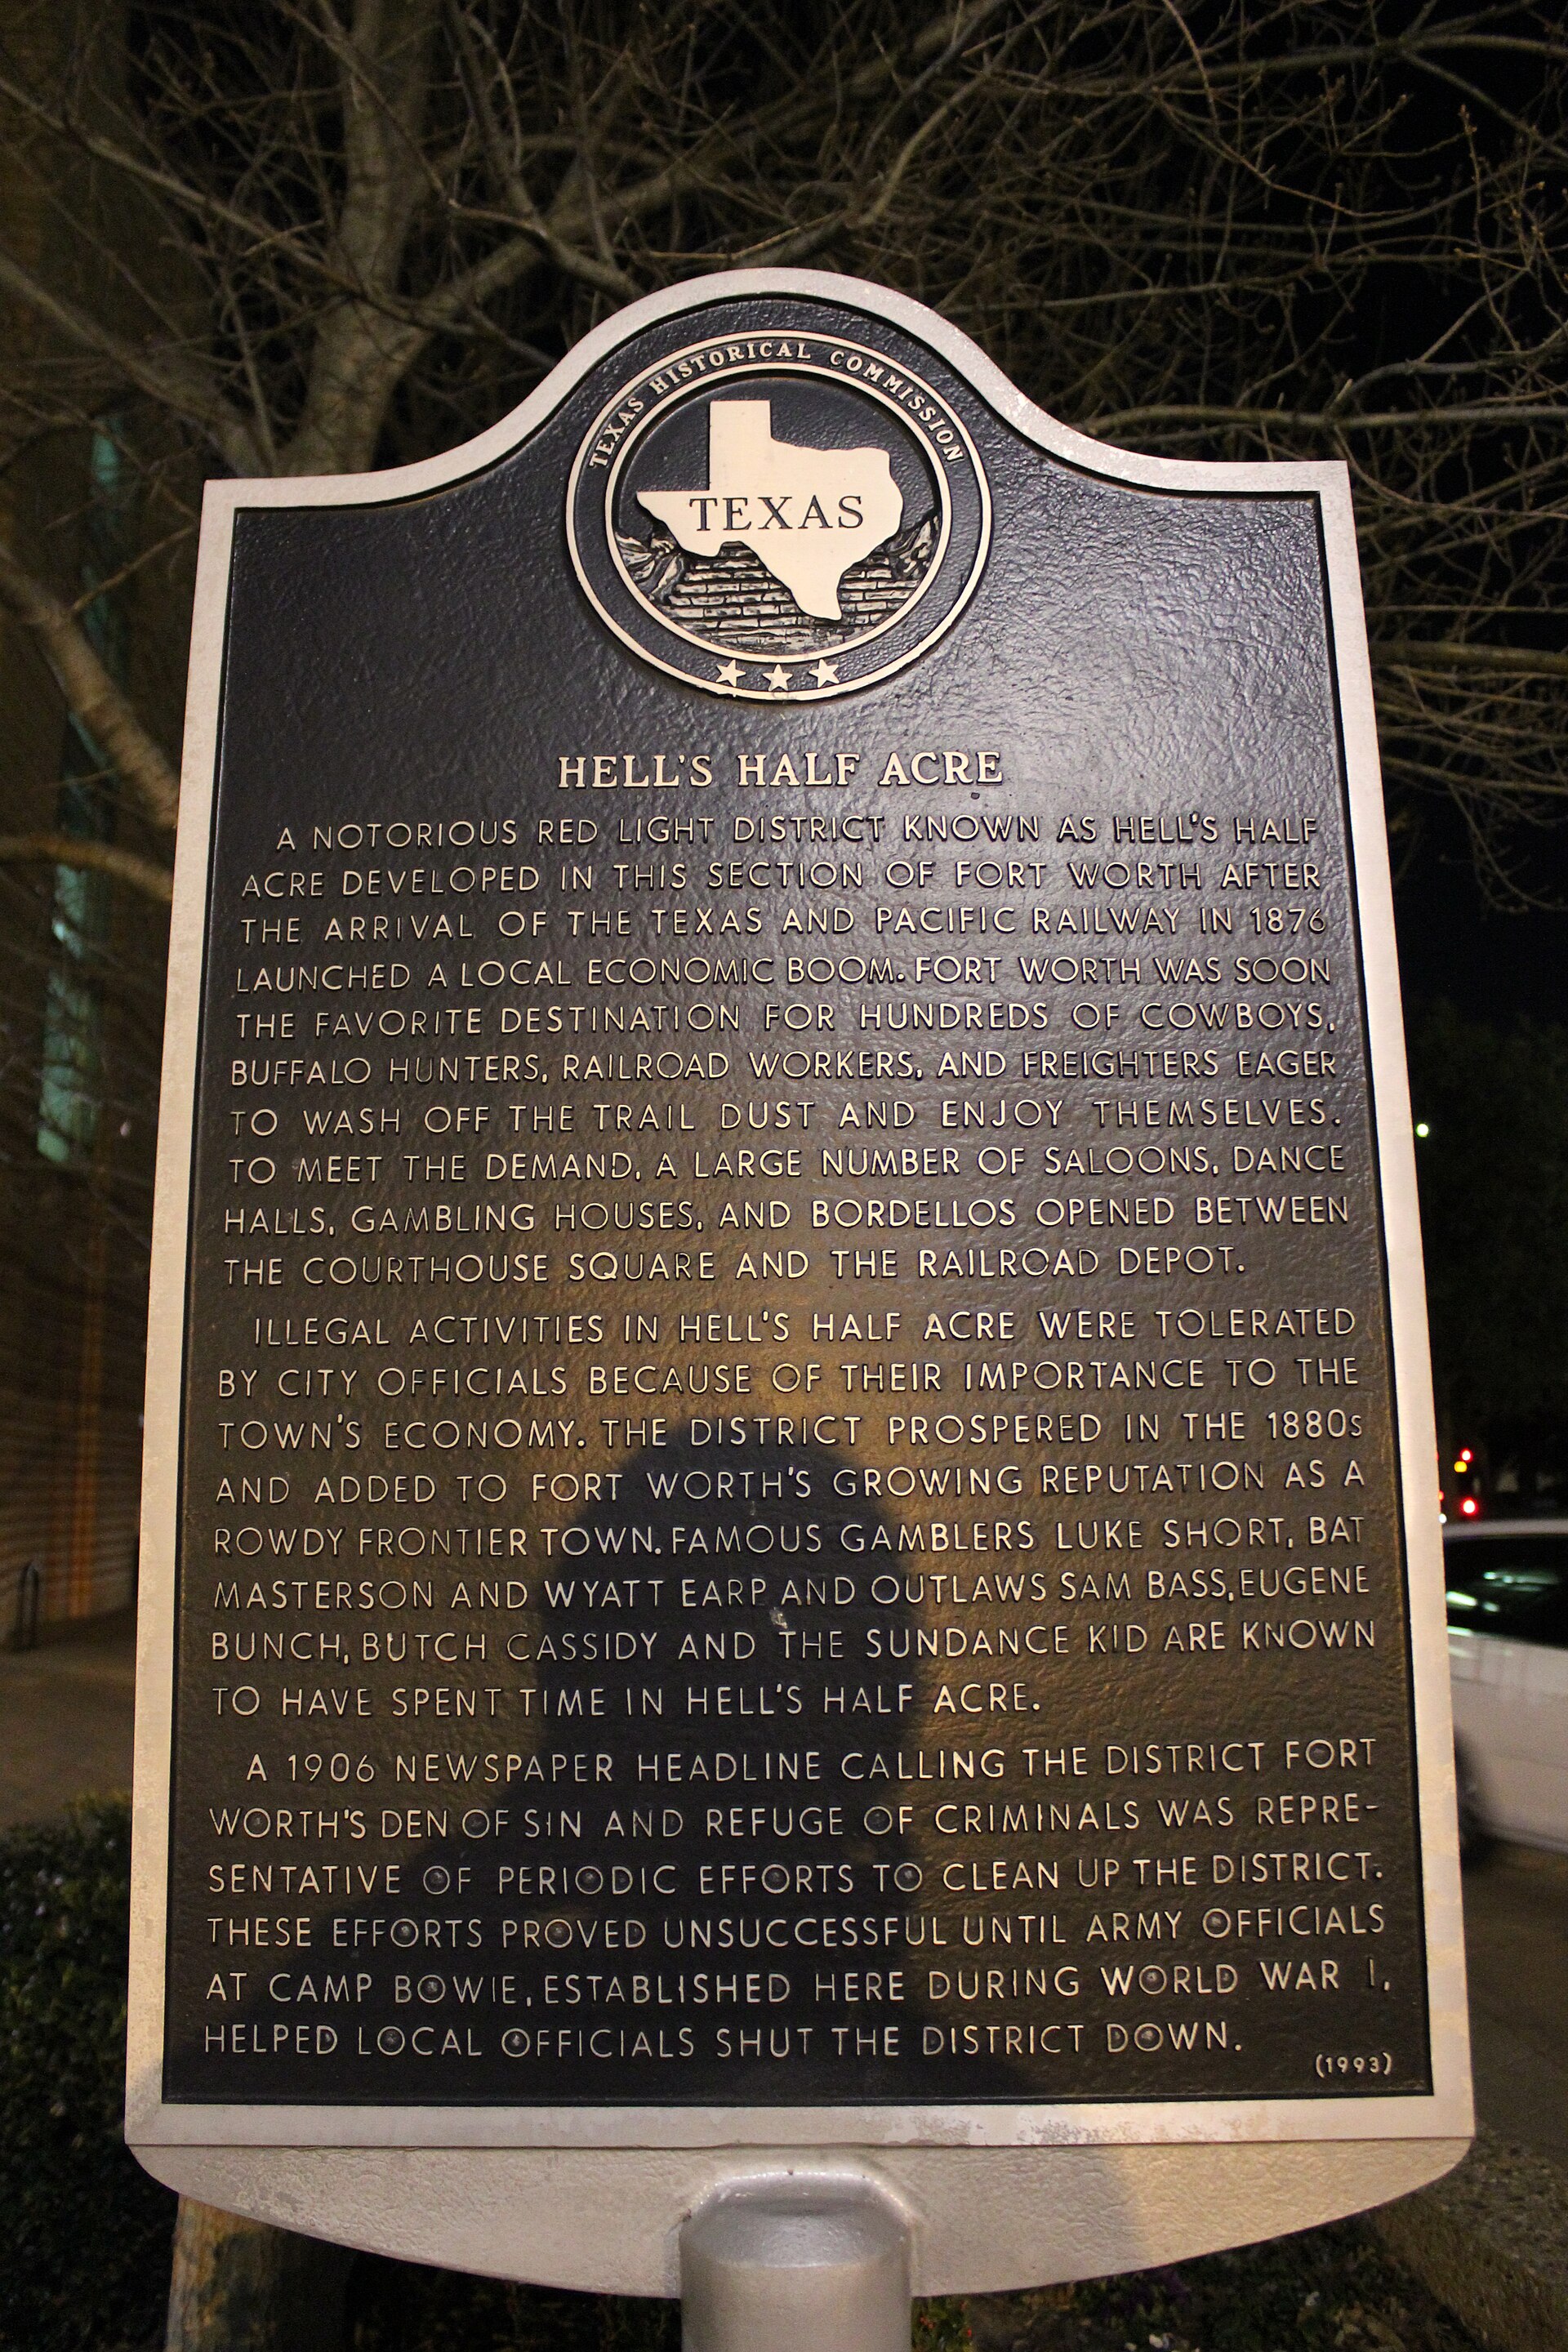 TEXAS HISTORICAL COMMISSION
TEXAS
HELL'S HALF ACRE
A NOTORIOUS RED LIGHT DISTRICT KNOWN AS HELL'S HALF
ACRE DEVELOPED IN THIS SECTION OF FORT WORTH AFTER
THE ARRIVAL OF THE TEXAS AND PACIFIC RAILWAY IN 1876
LAUNCHED A LOCAL ECONOMIC BOOM. FORT WORTH WAS SOON
THE FAVORITE DESTINATION FOR HUNDREDS OF COWBOYS,
BUFFALO HUNTERS, RAILROAD WORKERS, AND FREIGHTERS EAGER
TO WASH OFF THE TRAIL DUST AND ENJOY THEMSELVES.
TO MEET THE DEMAND, A LARGE NUMBER OF SALOONS, DANCE
HALLS, GAMBLING HOUSES, AND BORDELLOS OPENED BETWEEN
THE COURTHOUSE SQUARE AND THE RAILROAD DEPOT.
ILLEGAL ACTIVITIES IN HELL'S HALF ACRE WERE TOLERATED
BY CITY OFFICIALS BECAUSE OF THEIR IMPORTANCE TO THE
TOWN'S ECONOMY. THE DISTRICT PROSPERED IN THE 1880s
AND ADDED TO FORT WORTH'S GROWING REPUTATION AS A
ROWDY FRONTIER TOWN. FAMOUS GAMBLERS LUKE SHORT, BAT
MASTERSON AND WYATT EARP AND OUTLAWS SAM BASS, EUGENE
BUNCH, BUTCH CASSIDY AND THE SUNDANCE KID ARE KNOWN
TO HAVE SPENT TIME IN HELL'S HALF ACRE.
A 1906 NEWSPAPER HEADLINE CALLING THE DISTRICT FORT
WORTH'S DEN OF SIN AND REFUGE OF CRIMINALS WAS REPRE-
SENTATIVE OF PERIODIC EFFORTS TO CLEAN UP THE DISTRICT.
THESE EFFORTS PROVED UNSUCCESSFUL UNTIL ARMY OFFICIALS
AT CAMP BOWIE, ESTABLISHED HERE DURING WORLD WAR I,
HELPED LOCAL OFFICIALS SHUT THE DISTRICT DOWN.
(1993)